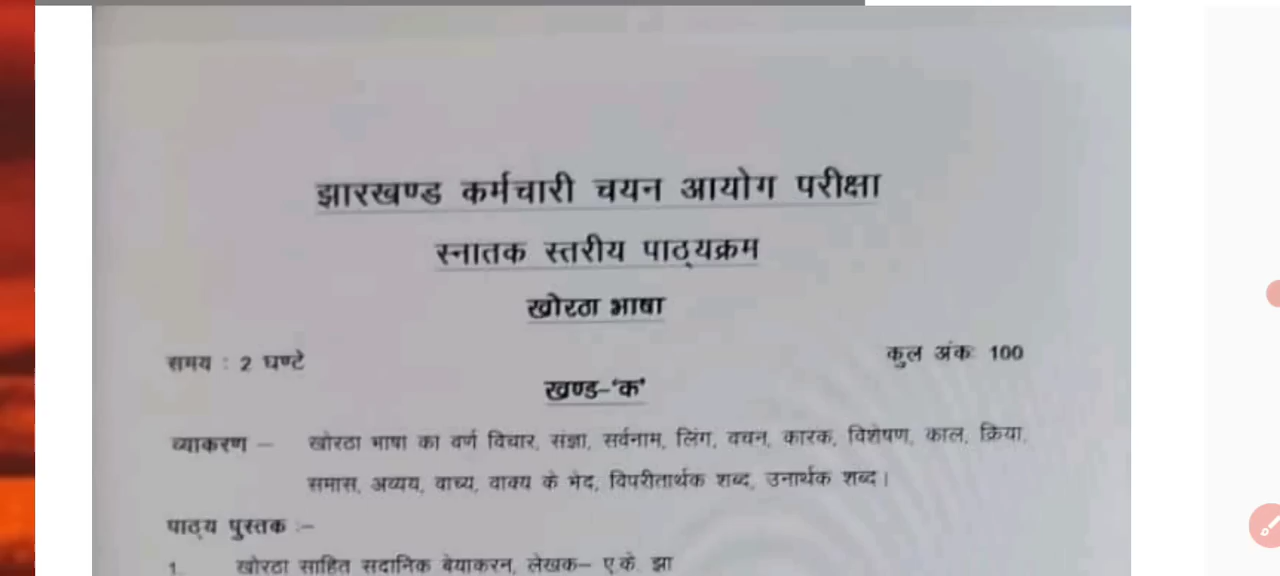 झारखण्ड कर्मचारी चयन आयोग परीक्षा
स्नातक स्तरीय पाठ्यक्रम
खोरठा भाषा
समय : 2 घण्टे कुल अंक 100
खण्ड–'क'
व्याकरण – खोरठा भाषा का वर्ण विचार, संज्ञा, सर्वनाम, लिंग, वचन, कारक, विशेषण, काल, क्रिया,
समास, अव्यय, वाच्य, वाक्य के भेद, विपरीतार्थक शब्द, उनार्थक शब्द।
पाठ्य पुस्तक :–
1. खोरठा साहित सदानिक बेयाकरन, लेखक– ए.के. झा